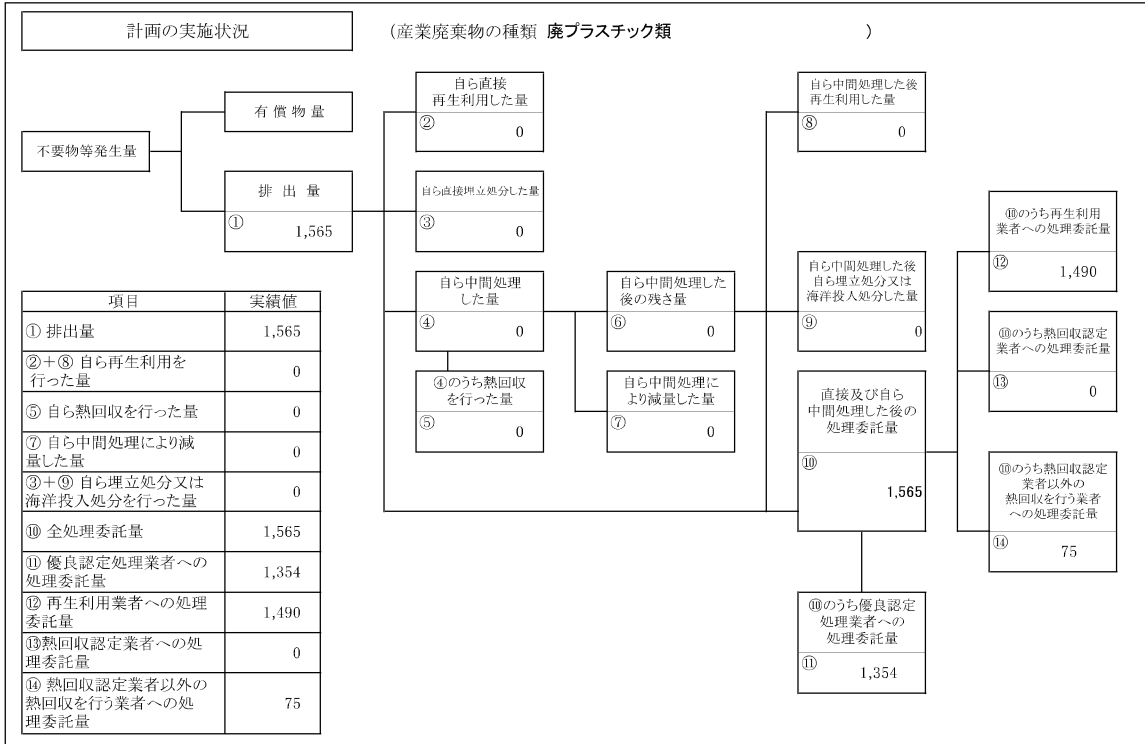 計画の実施状況
(産業廃棄物の種類 廃プラスチック類 )
不要物等発生量
有償物量
排出量
① 1,565
自ら直接
再生利用した量
② 0
自ら直接埋立処分した量
③ 0
自ら中間処理
した量
④ 0
④のうち熱回収
を行った量
⑤ 0
自ら中間処理した
後の残さ量
⑥ 0
自ら中間処理に
より減量した量
⑦ 0
自ら中間処理した後
再生利用した量
⑧ 0
自ら中間処理した後
自ら埋立処分又は
海洋投入処分した量
⑨ 0
直接及び自ら
中間処理した後の
処理委託量
⑩
1,565
⑩のうち優良認定
処理業者への
処理委託量
⑪ 1,354
⑩のうち再生利用
業者への処理委託量
⑫ 1,490
⑩のうち熱回収認定
業者への処理委託量
⑬ 0
⑩のうち熱回収認定
業者以外の
熱回収を行う業者
への処理委託量
⑭ 75
項目 実績値
① 排出量 1,565
②+⑧ 自ら再生利用を
行った量 0
⑤ 自ら熱回収を行った量 0
⑦ 自ら中間処理により減
量した量 0
③+⑨ 自ら埋立処分又は
海洋投入処分を行った量 0
⑩ 全処理委託量 1,565
⑪ 優良認定処理業者への
処理委託量 1,354
⑫ 再生利用業者への処理
委託量 1,490
⑬熱回収認定業者への処
理委託量 0
⑭ 熱回収認定業者以外の
熱回収を行う業者への処
理委託量 75